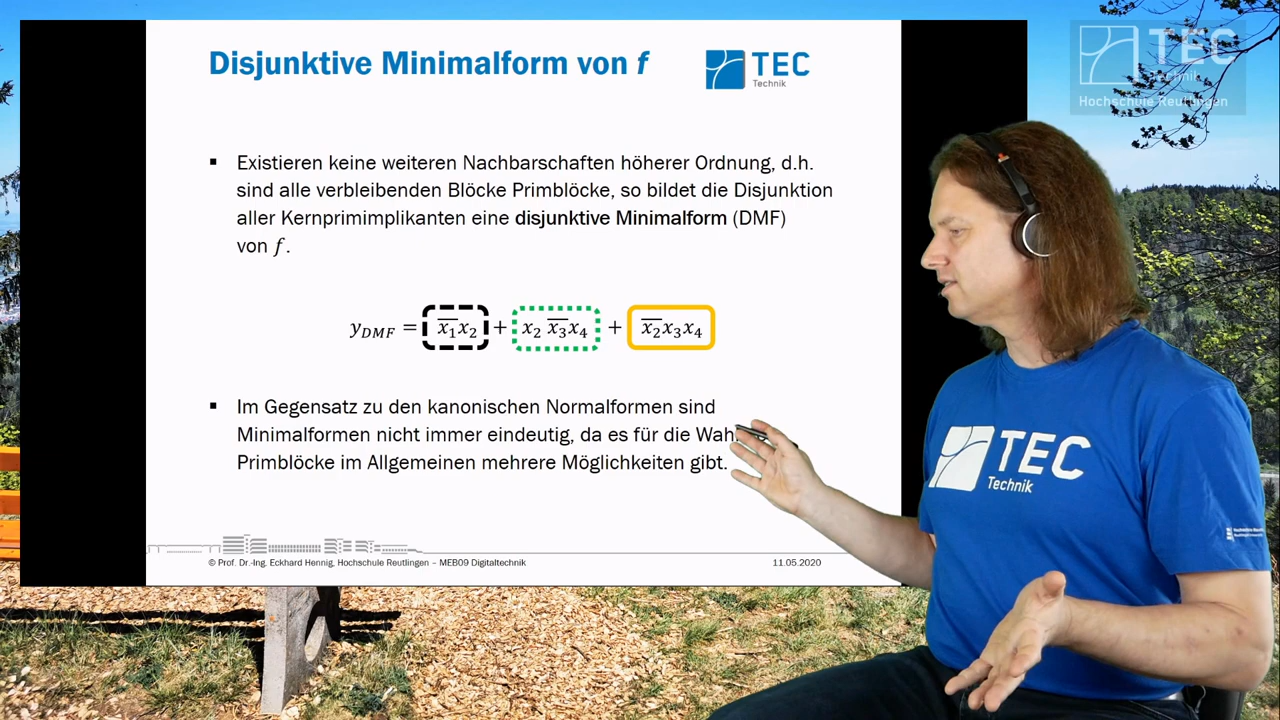 Disjunktive Minimalform von f
TEC
Technik
TEC
Technik
Hochschule Reutlingen
▪ Existieren keine weiteren Nachbarschaften höherer Ordnung, d.h.
sind alle verbleibenden Blöcke Primblöcke, so bildet die Disjunktion
aller Kernprimimplikanten eine disjunktive Minimalform (DMF)
von f.
y_DMF = x̅₁x₂ + x₂ x̅₃x₄ + x̅₂x₃x₄
▪ Im Gegensatz zu den kanonischen Normalformen sind
Minimalformen nicht immer eindeutig, da es für die Wah
Primblöcke im Allgemeinen mehrere Möglichkeiten gibt.
TEC
Technik
© Prof. Dr.-Ing. Eckhard Hennig, Hochschule Reutlingen – MEB09 Digitaltechnik
11.05.2020